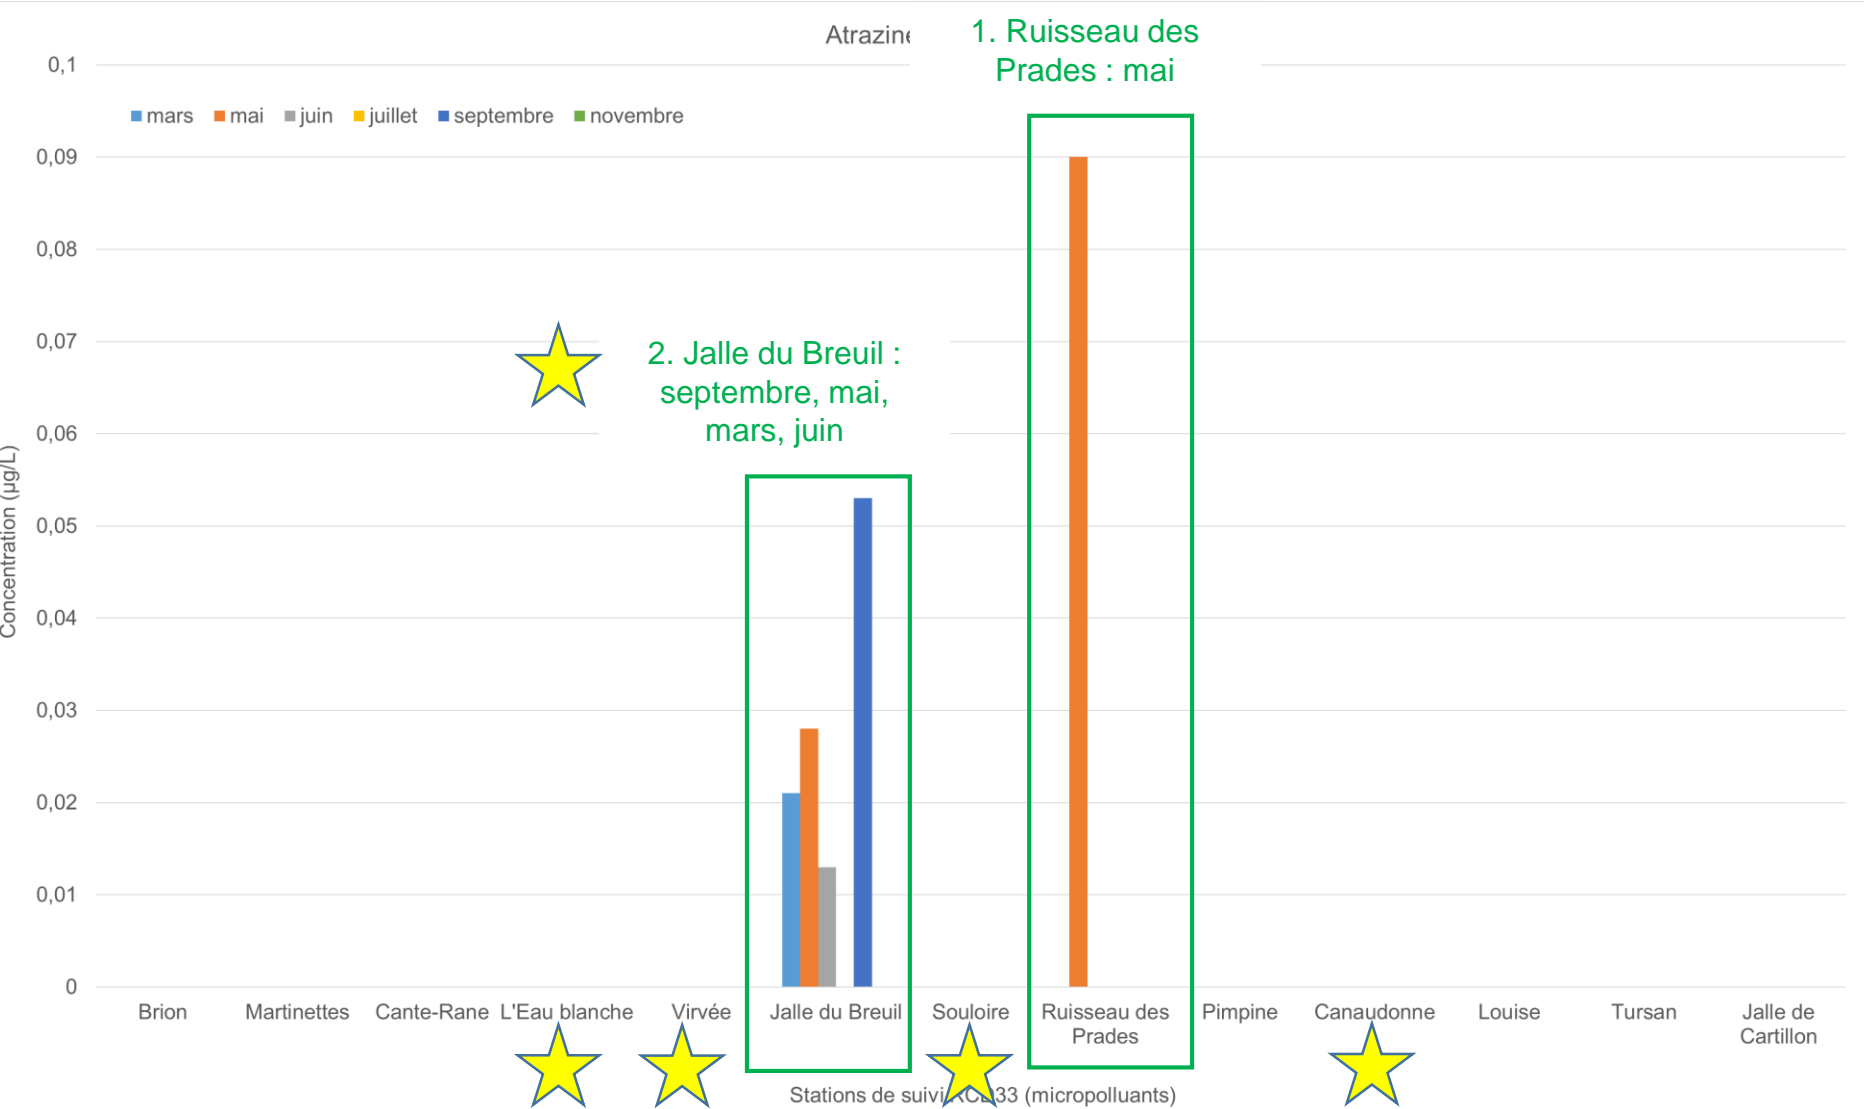 Atrazine
1. Ruisseau des
Prades : mai
0,1
mars mai juin juillet septembre novembre
0,09
0,08
0,07
2. Jalle du Breuil :
septembre, mai,
mars, juin
0,06
Concentration (µg/L)
0,05
0,04
0,03
0,02
0,01
0
Brion Martinettes Cante-Rane L'Eau blanche Virvée Jalle du Breuil Souloire Ruisseau des Pimpine Canaudonne Louise Tursan Jalle de
Prades Cartillon
Stations de suivi RCD33 (micropolluants)